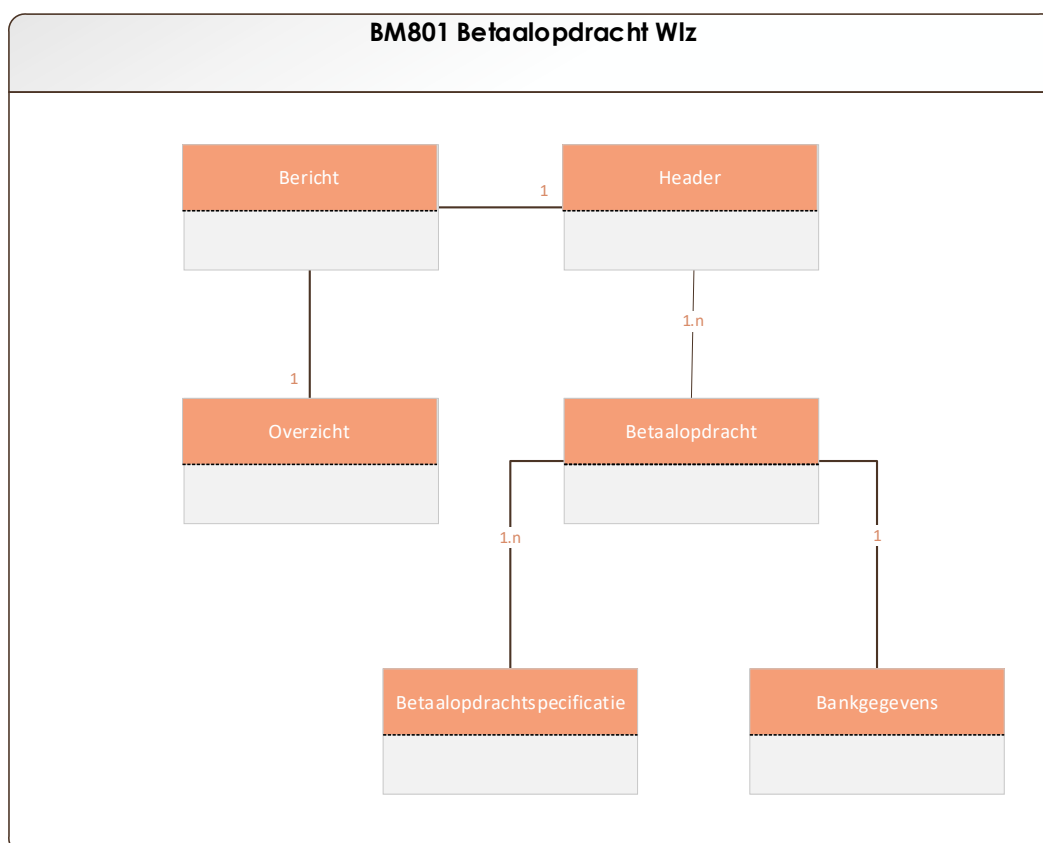 BM801 Betaalopdracht Wlz
Bericht
1
Header
1.n
1
Overzicht
Betaalopdracht
1.n
1
Betaalopdrachtspecificatie
Bankgegevens